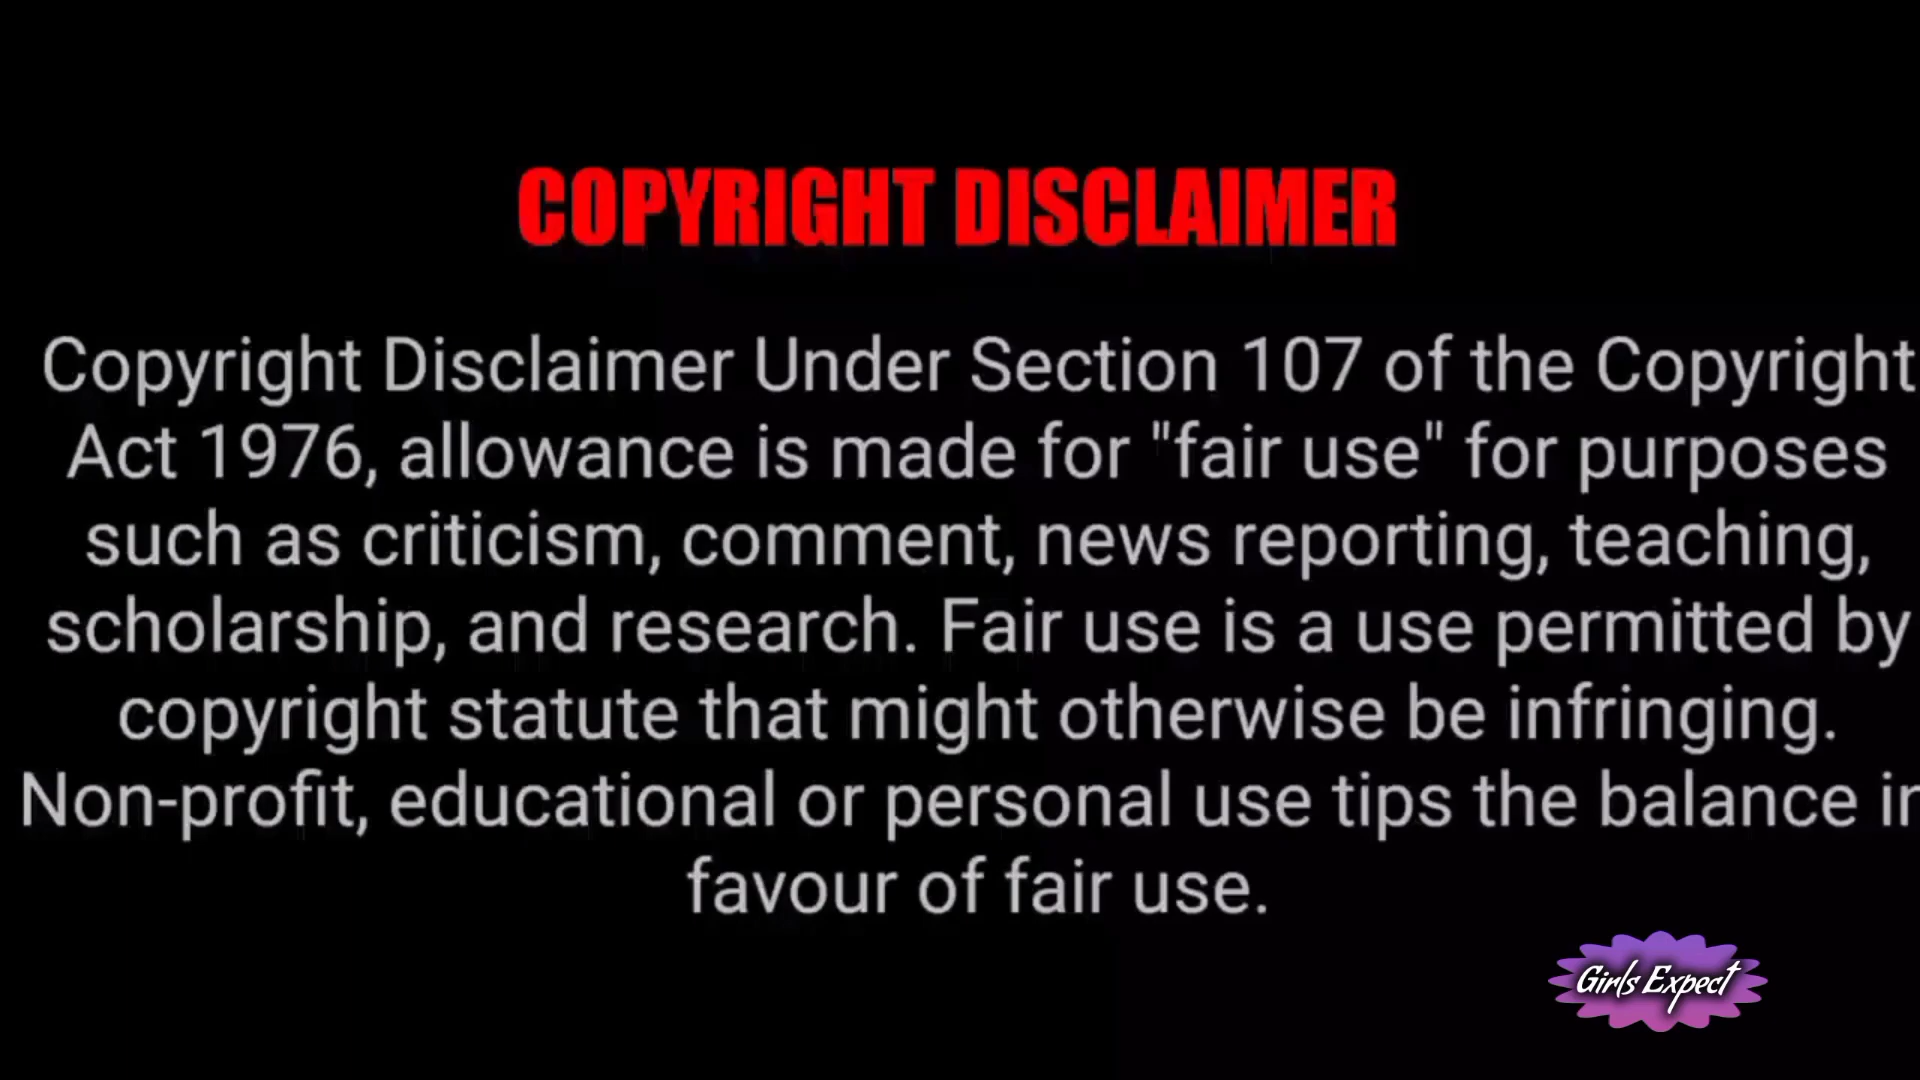 COPYRIGHT DISCLAIMER
Copyright Disclaimer Under Section 107 of the Copyright
Act 1976, allowance is made for "fair use" for purposes
such as criticism, comment, news reporting, teaching,
scholarship, and research. Fair use is a use permitted by
copyright statute that might otherwise be infringing.
Non-profit, educational or personal use tips the balance in
favour of fair use.
Girls Expect